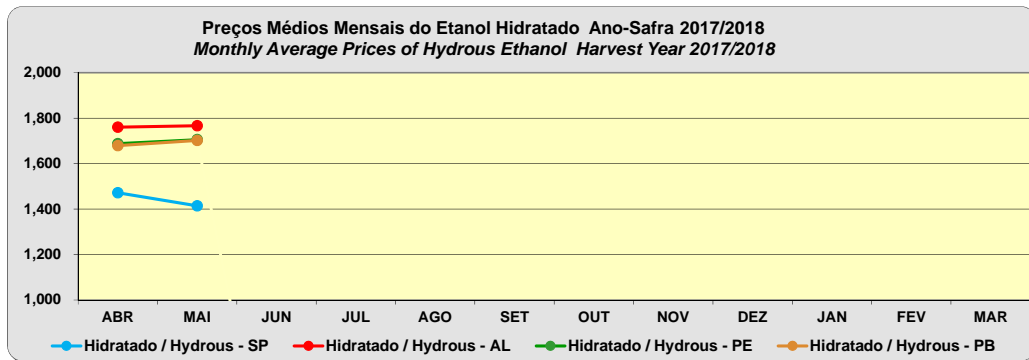 Preços Médios Mensais do Etanol Hidratado Ano-Safra 2017/2018
Monthly Average Prices of Hydrous Ethanol Harvest Year 2017/2018
2,000
1,800
1,600
1,400
1,200
1,000
ABR MAI JUN JUL AGO SET OUT NOV DEZ JAN FEV MAR
Hidratado / Hydrous - SP Hidratado / Hydrous - AL Hidratado / Hydrous - PE Hidratado / Hydrous - PB